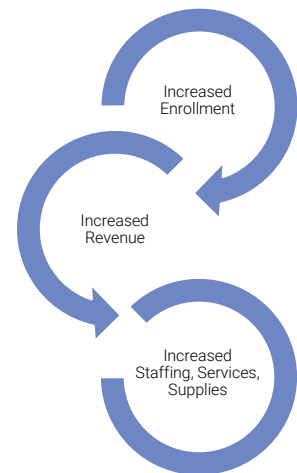 Increased
Enrollment
Increased
Revenue
Increased
Staffing, Services,
Supplies